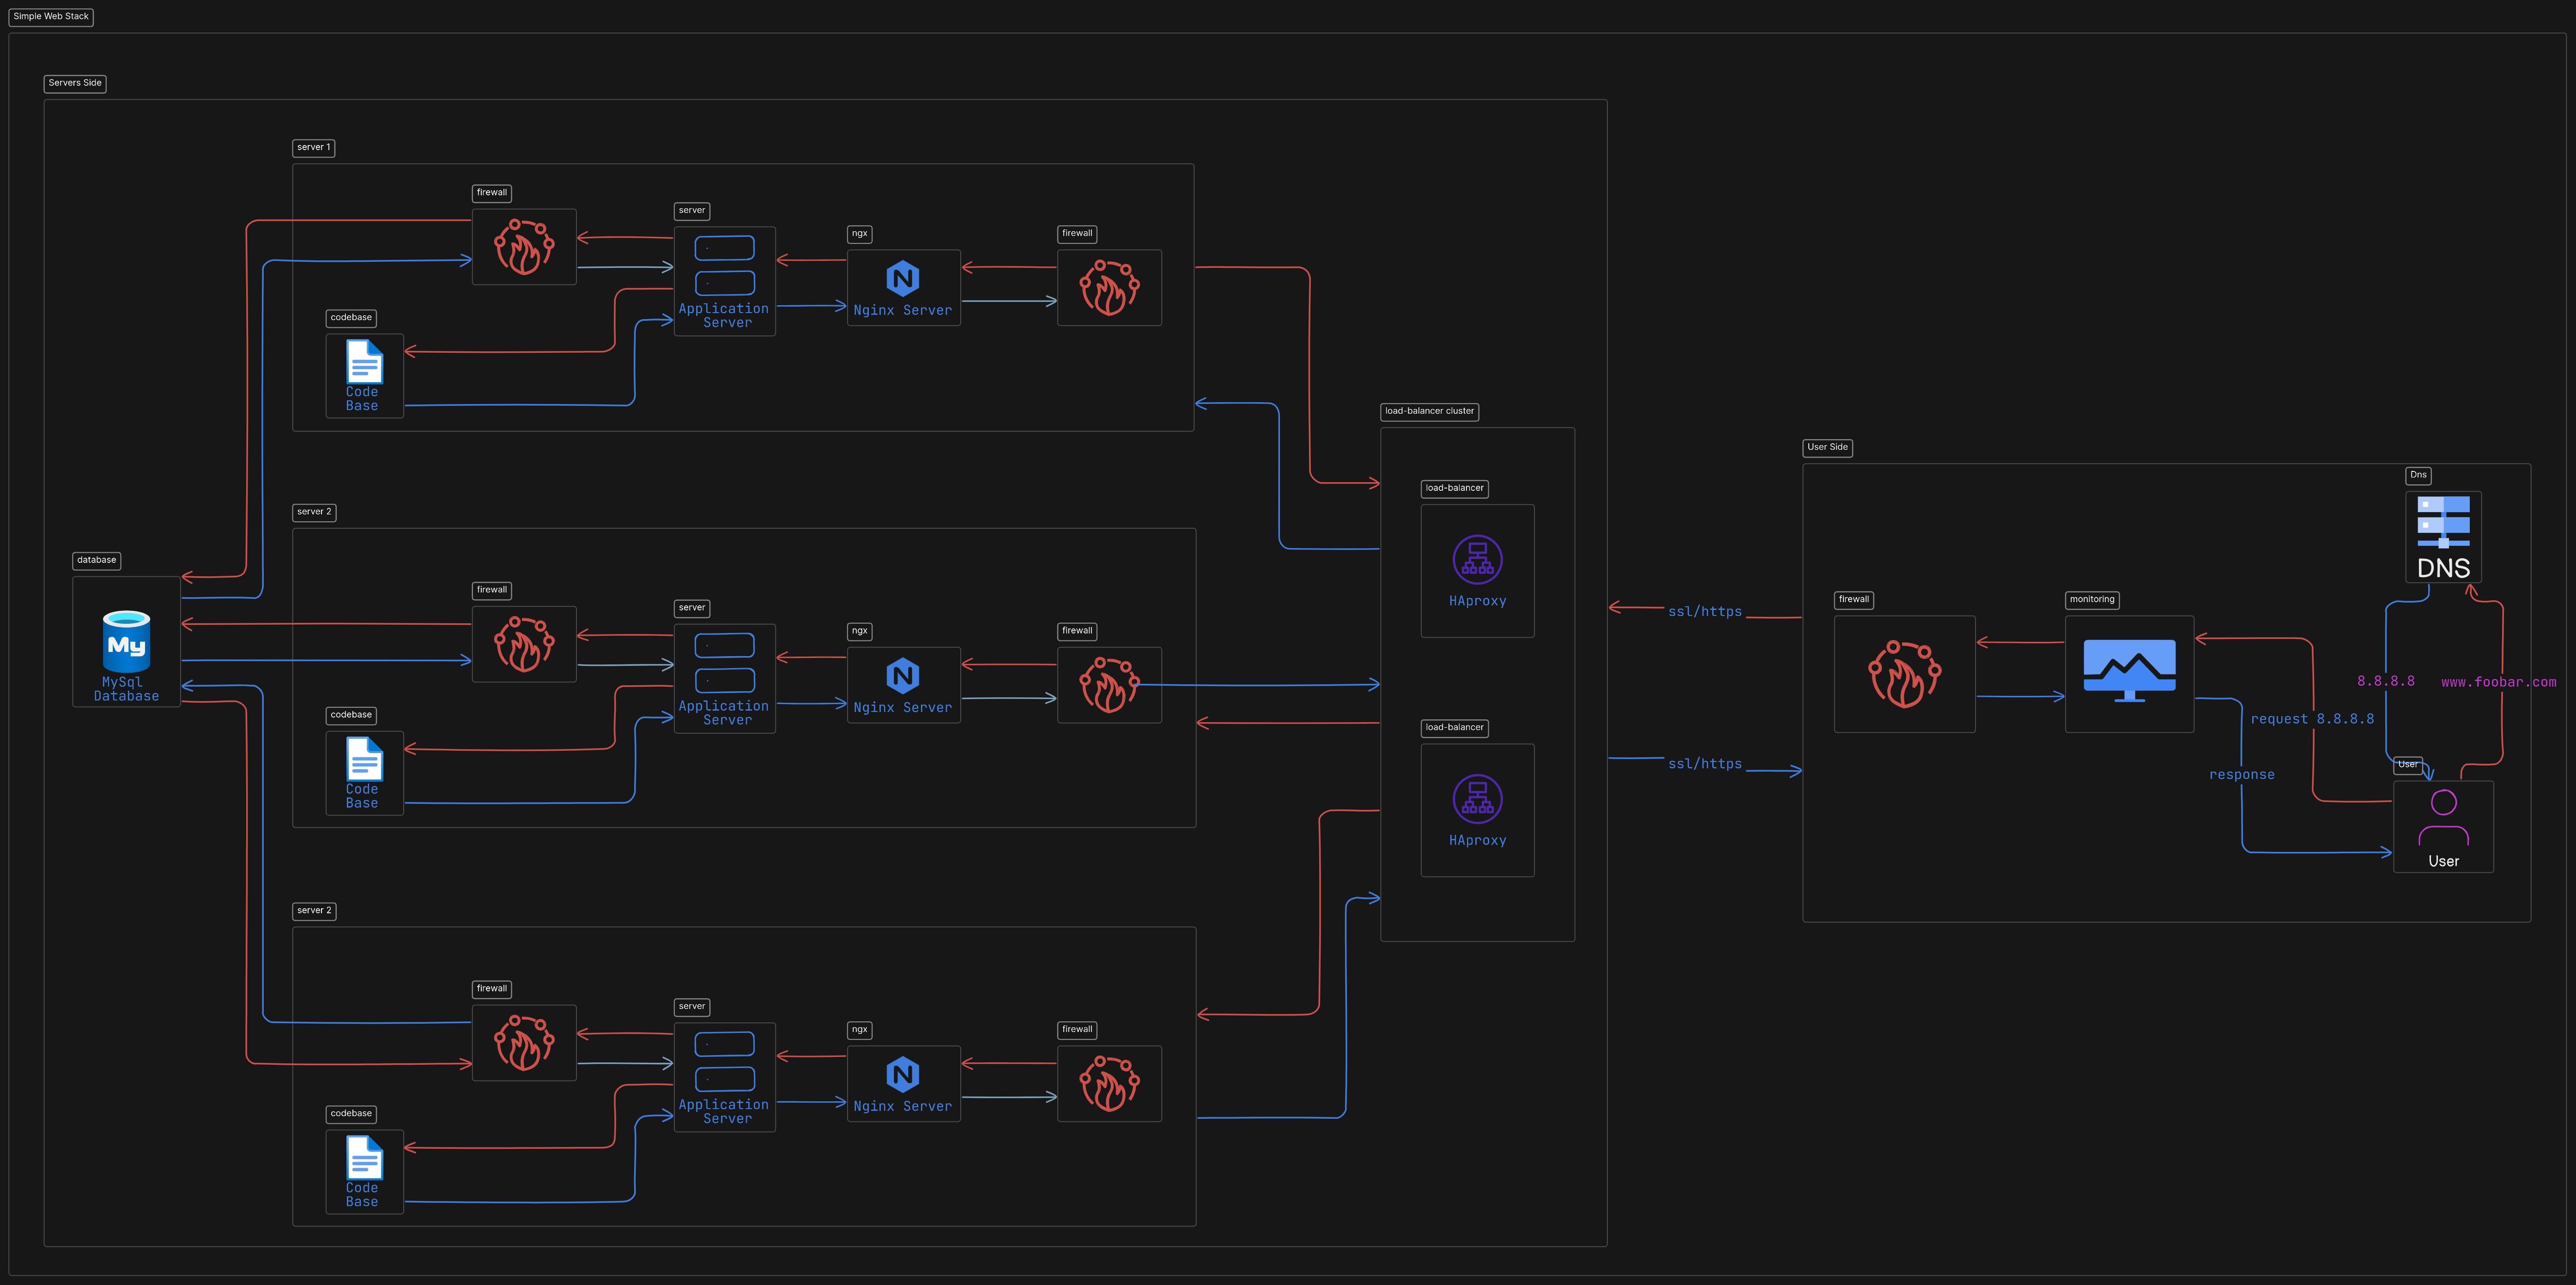 Simple Web Stack
Servers Side
server 1
firewall
server
Application
Server
ngx
Nginx Server
firewall
codebase
Code
Base
server 2
firewall
server
Application
Server
ngx
Nginx Server
firewall
codebase
Code
Base
database
My
MySql
Database
server 2
firewall
server
Application
Server
ngx
Nginx Server
firewall
codebase
Code
Base
load-balancer cluster
load-balancer
HAproxy
load-balancer
HAproxy
ssl/https
ssl/https
User Side
firewall
monitoring
Dns
DNS
8.8.8.8
www.foobar.com
request 8.8.8.8
response
User
User